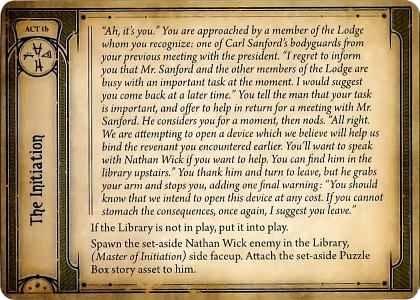 ACT 1b
The Initiation
"Ah, it's you." You are approached by a member of the Lodge
whom you recognize: one of Carl Sanford's bodyguards from
your previous meeting with the president. "I regret to inform
you that Mr. Sanford and the other members of the Lodge are
busy with an important task at the moment. I would suggest
you come back at a later time." You tell the man that your task
is important, and offer to help in return for a meeting with Mr.
Sanford. He considers you for a moment, then nods. "All right.
We are attempting to open a device which we believe will help us
bind the revenant you encountered earlier. You'll want to speak
with Nathan Wick if you want to help. You can find him in the
library upstairs." You thank him and turn to leave, but he grabs
your arm and stops you, adding one final warning: "You should
know that we intend to open this device at any cost. If you cannot
stomach the consequences, once again, I suggest you leave."
If the Library is not in play, put it into play.
Spawn the set-aside Nathan Wick enemy in the Library,
(Master of Initiation) side faceup. Attach the set-aside Puzzle
Box story asset to him.